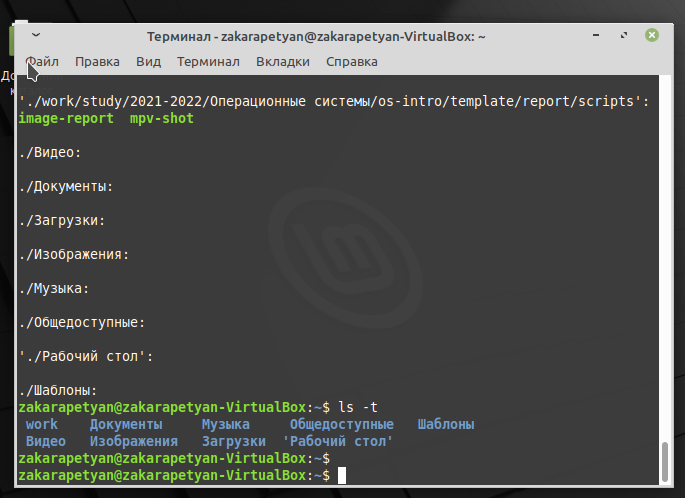 Терминал - zakarapetyan@zakarapetyan-VirtualBox: ~
Файл Правка Вид Терминал Вкладки Справка
'./work/study/2021-2022/Операционные системы/os-intro/template/report/scripts':
image-report mpv-shot
./Видео:
./Документы:
./Загрузки:
./Изображения:
./Музыка:
./Общедоступные:
'./Рабочий стол':
./Шаблоны:
zakarapetyan@zakarapetyan-VirtualBox:~$ ls -t
work Документы Музыка Общедоступные Шаблоны
Видео Изображения Загрузки 'Рабочий стол'
zakarapetyan@zakarapetyan-VirtualBox:~$
zakarapetyan@zakarapetyan-VirtualBox:~$